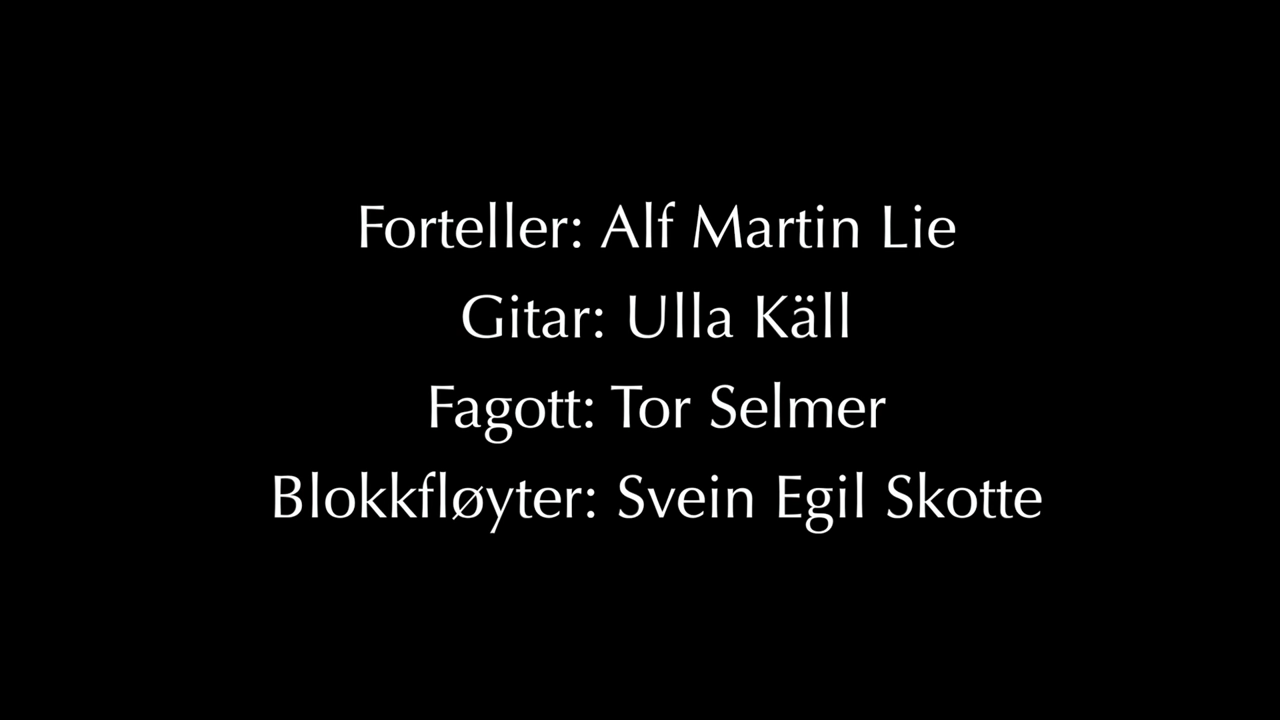 Forteller: Alf Martin Lie
Gitar: Ulla Käll
Fagott: Tor Selmer
Blokkfløyter: Svein Egil Skotte